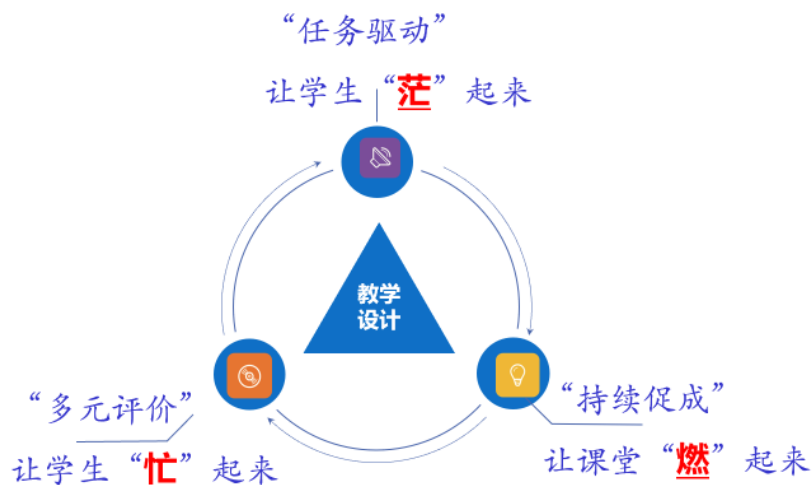 “任务驱动”
让学生“茫”起来
教学
设计
“多元评价”
让学生“忙”起来
“持续促成”
让课堂“燃”起来